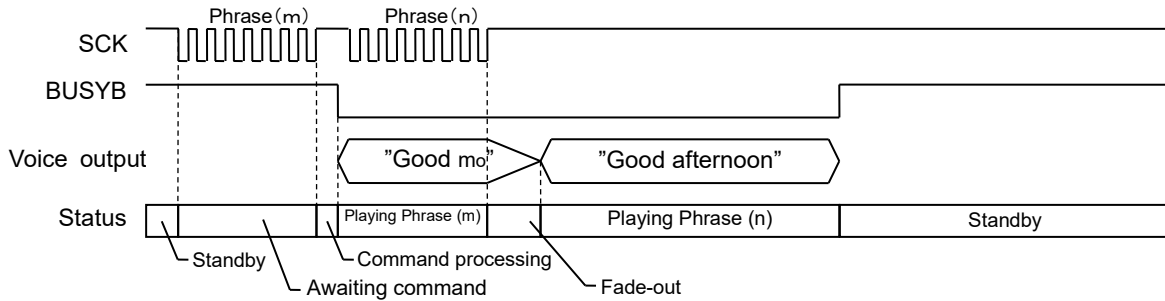 Phrase（m） Phrase（n）
SCK
BUSYB
Voice output "Good mo" "Good afternoon"
Status Playing Phrase (m) Playing Phrase (n) Standby
Standby Command processing
Awaiting command Fade-out